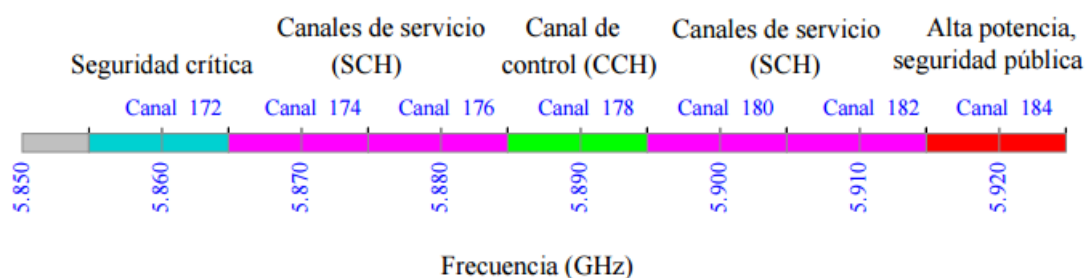 Seguridad crítica
Canales de servicio
(SCH)
Canal de
control (CCH)
Canales de servicio
(SCH)
Alta potencia,
seguridad pública
Canal 172
Canal 174
Canal 176
Canal 178
Canal 180
Canal 182
Canal 184
5.850
5.860
5.870
5.880
5.890
5.900
5.910
5.920
Frecuencia (GHz)